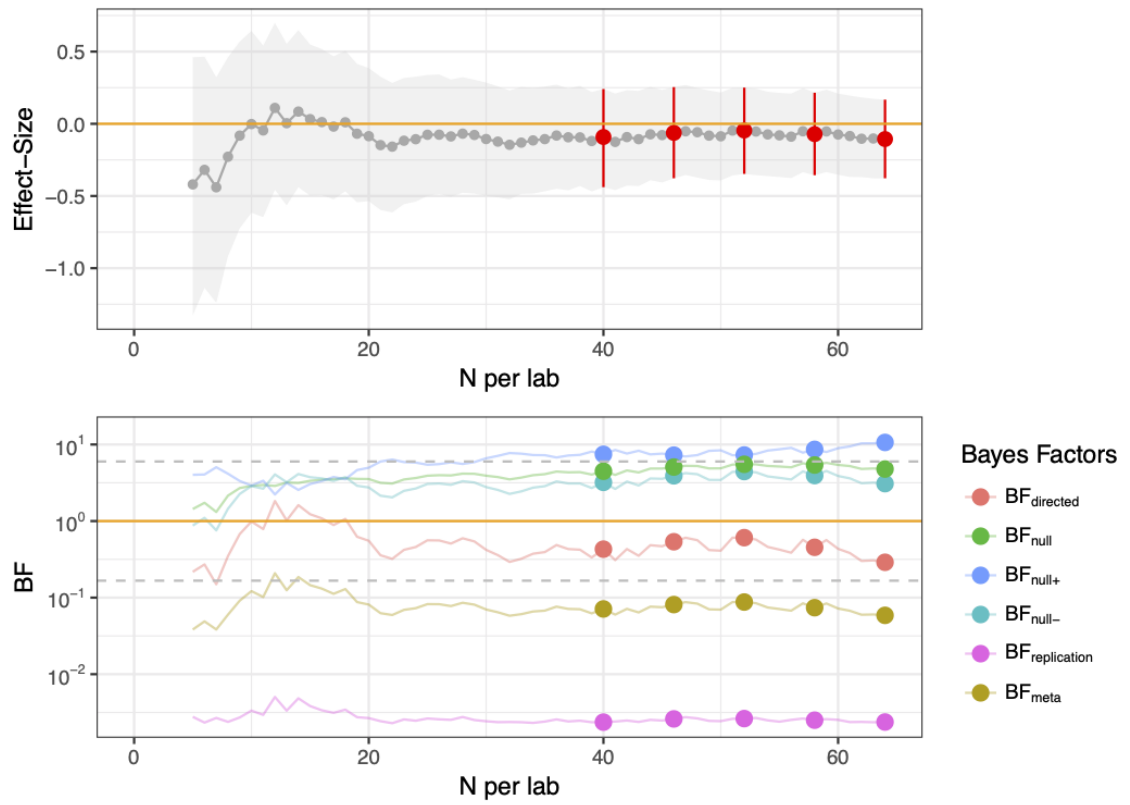 0.5
0.0
−0.5
−1.0
Effect−Size
0 20 40 60
N per lab
10¹
10⁰
10⁻¹
10⁻²
BF
0 20 40 60
N per lab
Bayes Factors
BFdirected
BFnull
BFnull+
BFnull−
BFreplication
BFmeta